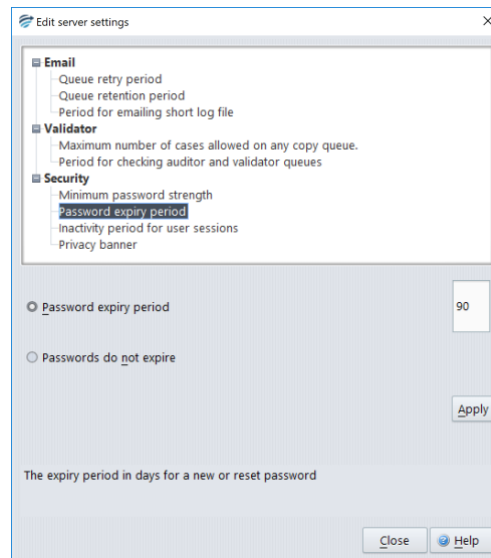 Edit server settings
Email
Queue retry period
Queue retention period
Period for emailing short log file
Validator
Maximum number of cases allowed on any copy queue.
Period for checking auditor and validator queues
Security
Minimum password strength
Password expiry period
Inactivity period for user sessions
Privacy banner
Password expiry period 90
Passwords do not expire
Apply
The expiry period in days for a new or reset password
Close Help